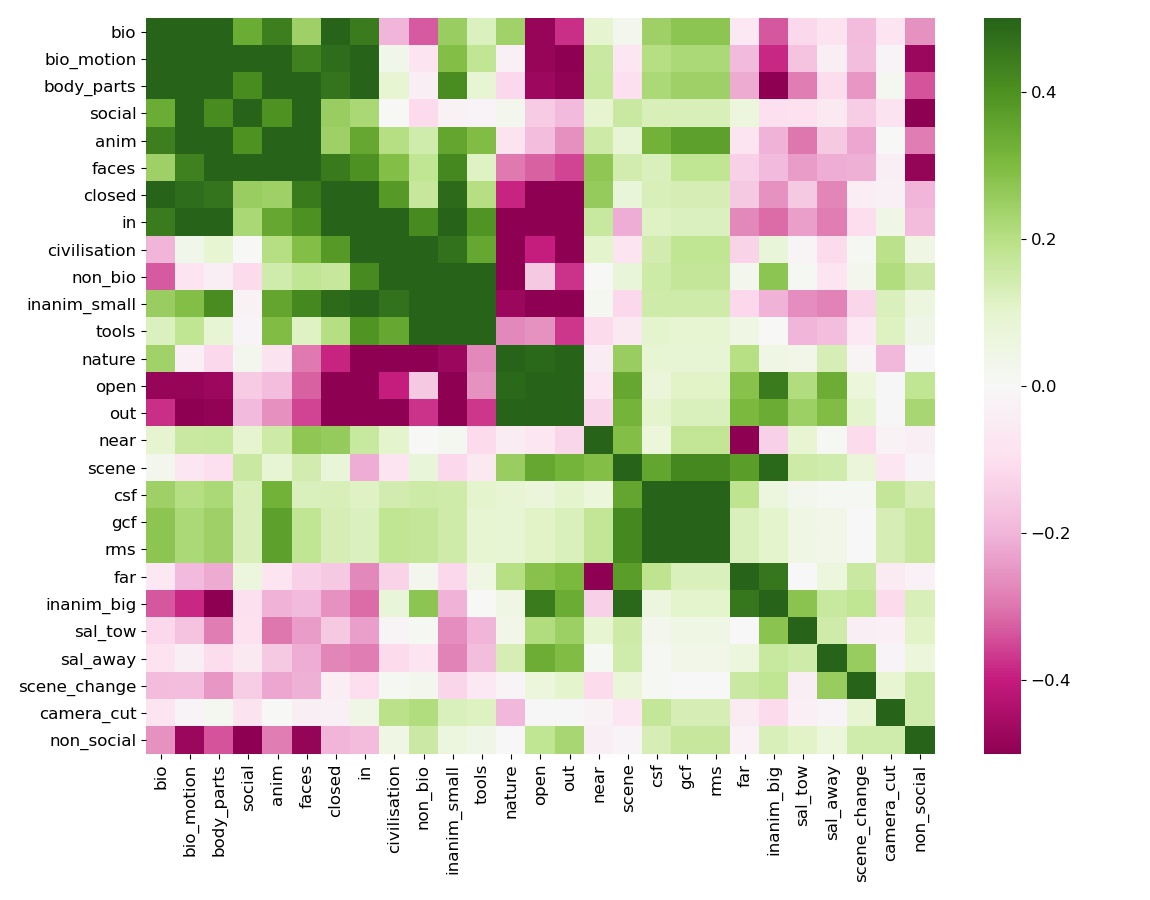 bio
bio_motion
body_parts
social
anim
faces
closed
in
civilisation
non_bio
inanim_small
tools
nature
open
out
near
scene
csf
gcf
rms
far
inanim_big
sal_tow
sal_away
scene_change
camera_cut
non_social
bio
bio_motion
body_parts
social
anim
faces
closed
in
civilisation
non_bio
inanim_small
tools
nature
open
out
near
scene
csf
gcf
rms
far
inanim_big
sal_tow
sal_away
scene_change
camera_cut
non_social
0.4
0.2
0.0
−0.2
−0.4